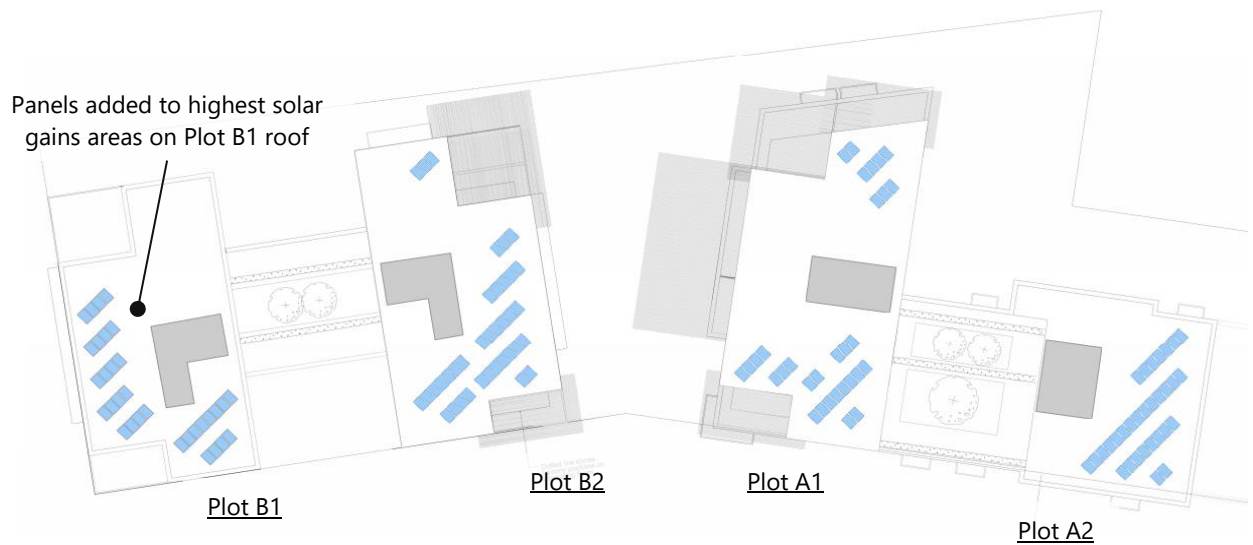 Panels added to highest solar
gains areas on Plot B1 roof
Plot B1
Plot B2
Plot A1
Plot A2